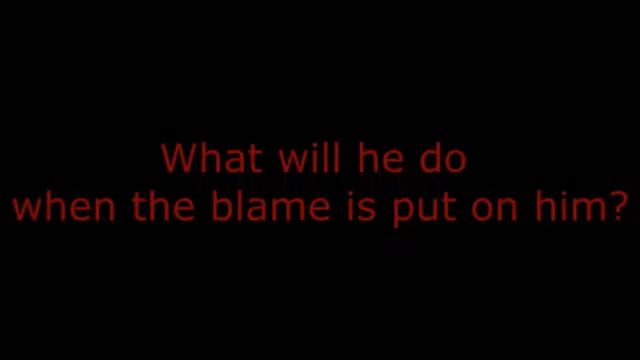 What will he do
when the blame is put on him?